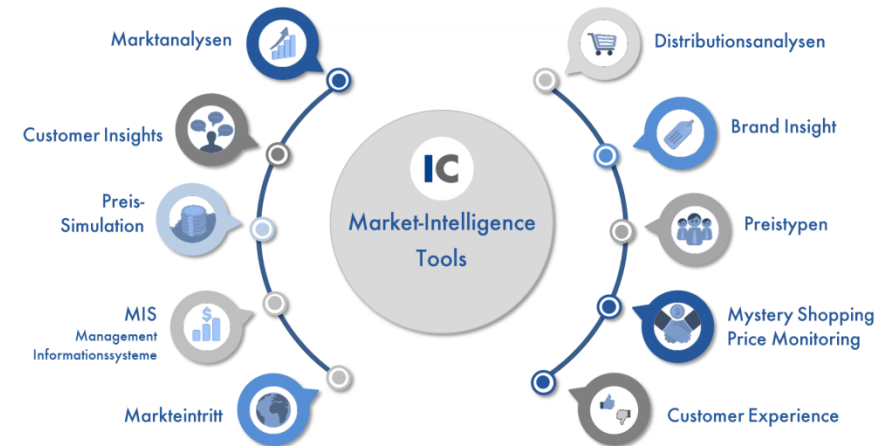 Marktanalysen
Customer Insights
Preis-
Simulation
MIS
Management
Informationssysteme
Markteintritt
IC
Market-Intelligence
Tools
$
Distributionsanalysen
Brand Insight
Preistypen
Mystery Shopping
Price Monitoring
Customer Experience